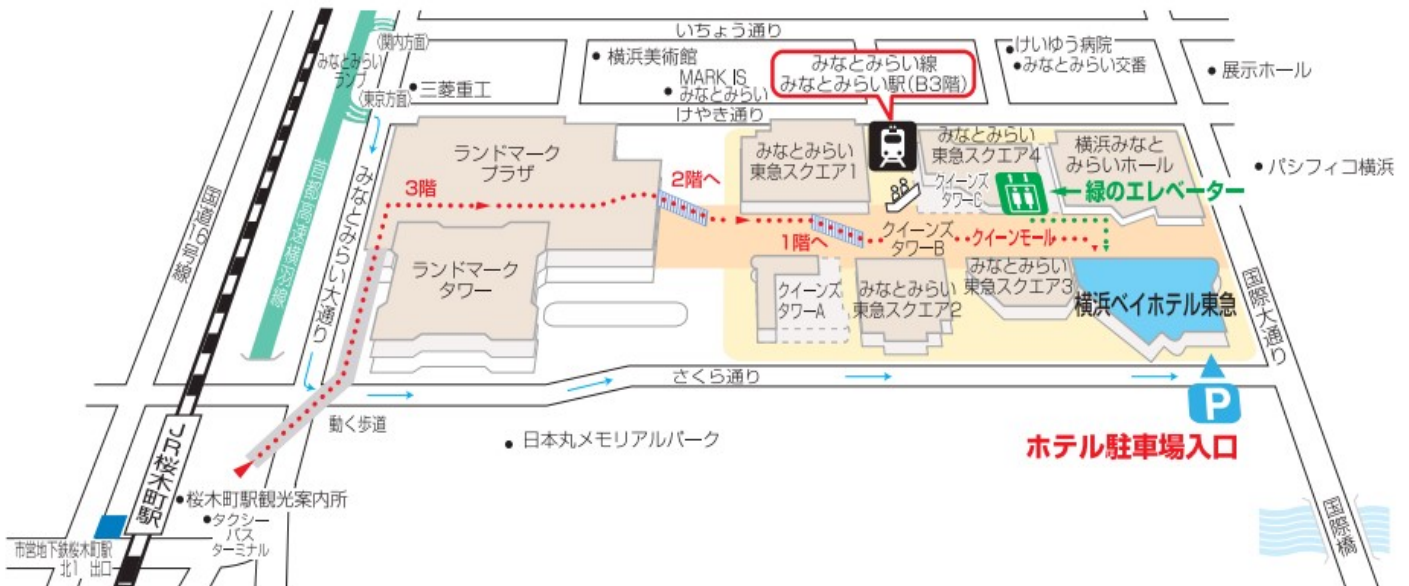 いちょう通り
（関内方面）
みなとみらい
ランプ
（東京方面）
三菱重工
横浜美術館
MARK IS
みなとみらい
みなとみらい線
みなとみらい駅（B3階）
けいゆう病院
みなとみらい交番
展示ホール
けやき通り
ランドマーク
プラザ
みなとみらい
東急スクエア1
みなとみらい
東急スクエア4
横浜みなと
みらいホール
パシフィコ横浜
クイーンズ
タワーC
緑のエレベーター
3階
2階へ
1階へ
クイーンズ
タワーB
クイーンモール
国道16号線
首都高速横羽線
みなとみらい大通り
ランドマーク
タワー
クイーンズ
タワーA
みなとみらい
東急スクエア2
みなとみらい
東急スクエア3
横浜ベイホテル東急
国際大通り
さくら通り
P
ホテル駐車場入口
動く歩道
日本丸メモリアルパーク
JR桜木町駅
桜木町駅観光案内所
タクシー
バス
ターミナル
市営地下鉄桜木町駅
北1 出口
国際橋